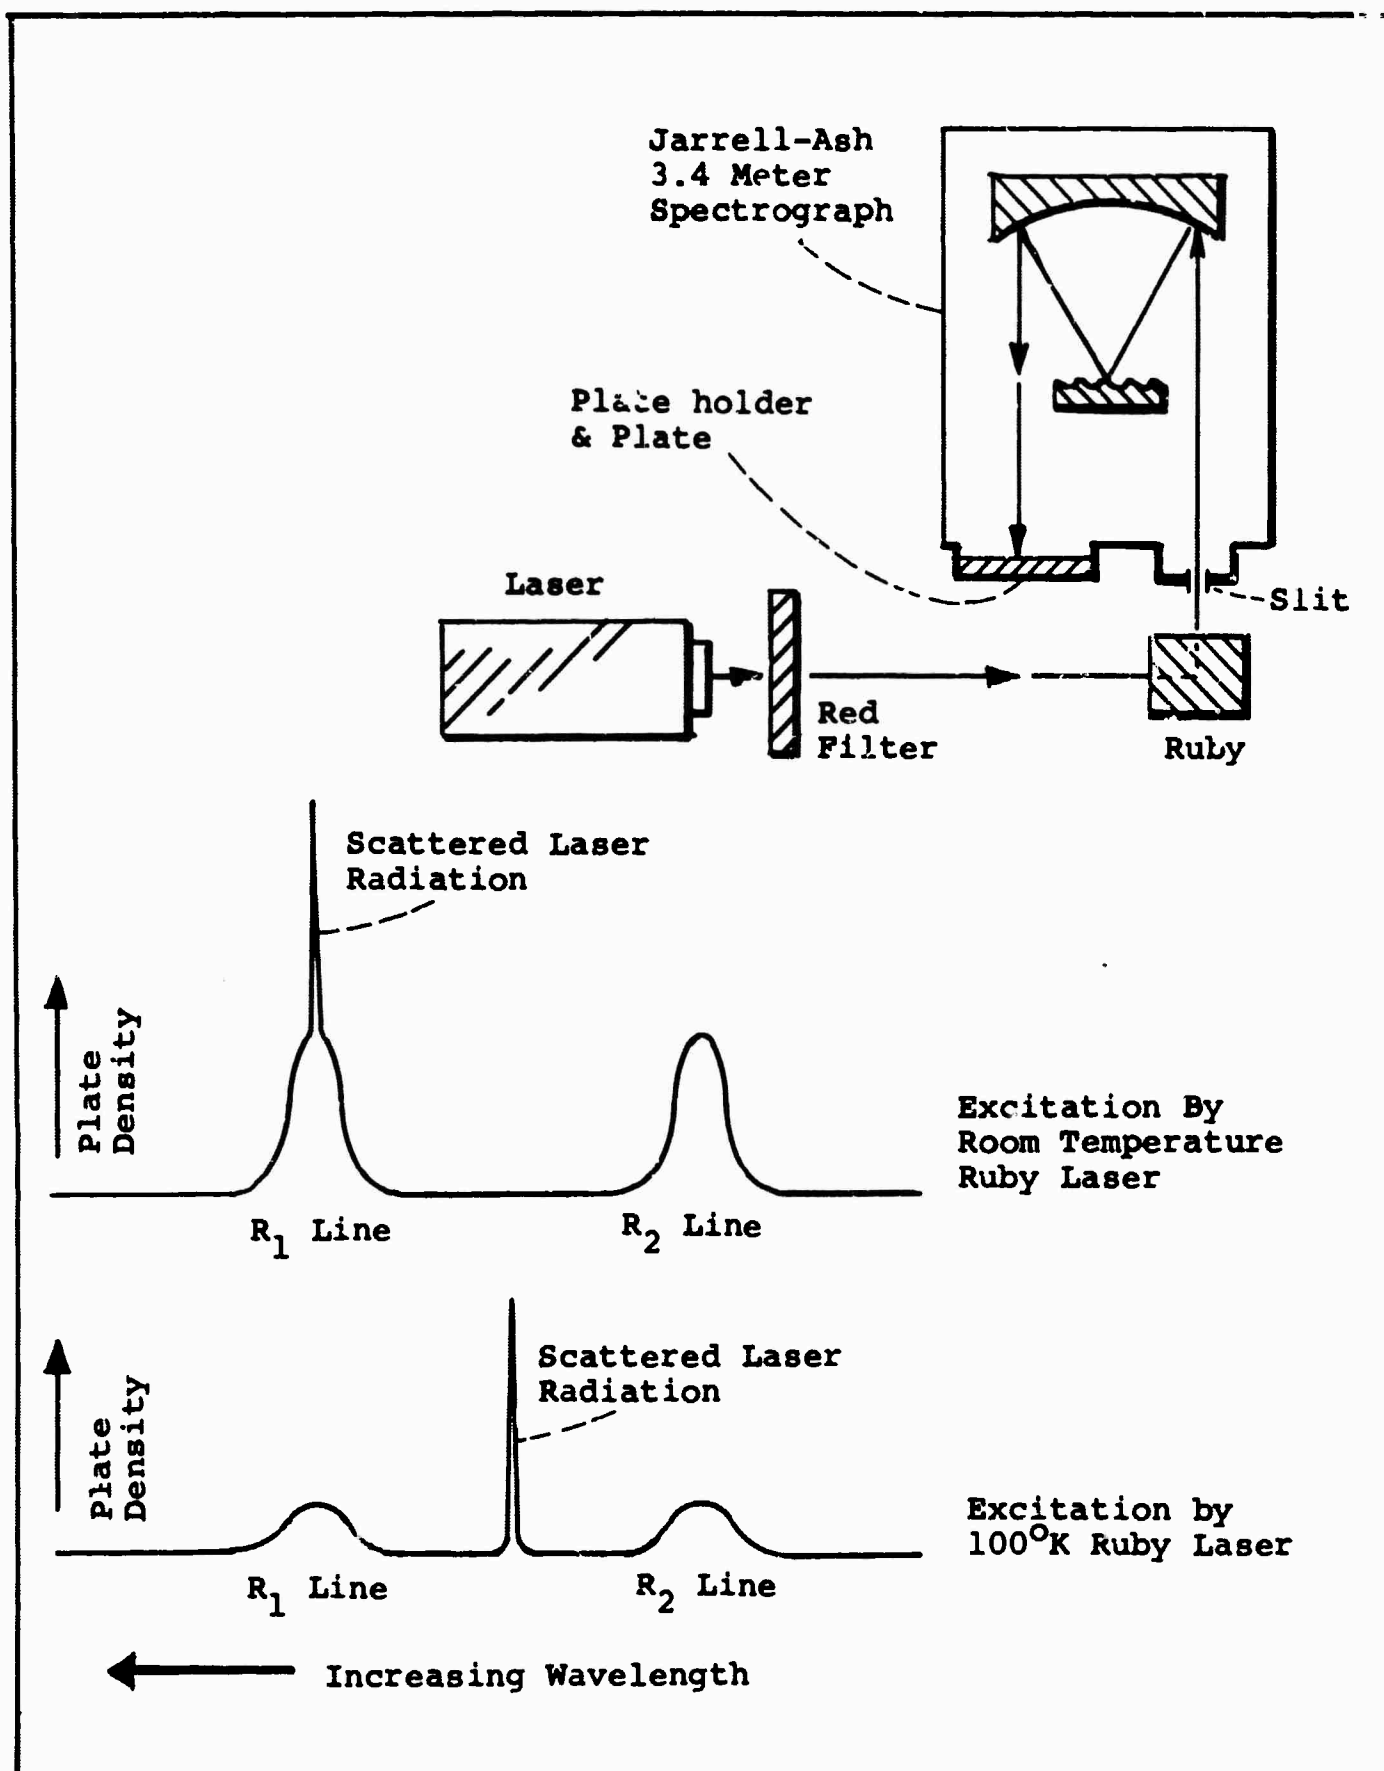 Jarrell-Ash
3.4 Meter
Spectrograph
Plate holder
& Plate
Laser
Slit
Red
Filter
Ruby
Scattered Laser
Radiation
Plate
Density
Excitation By
Room Temperature
Ruby Laser
R1 Line
R2 Line
Scattered Laser
Radiation
Plate
Density
Excitation by
100°K Ruby Laser
R1 Line
R2 Line
Increasing Wavelength